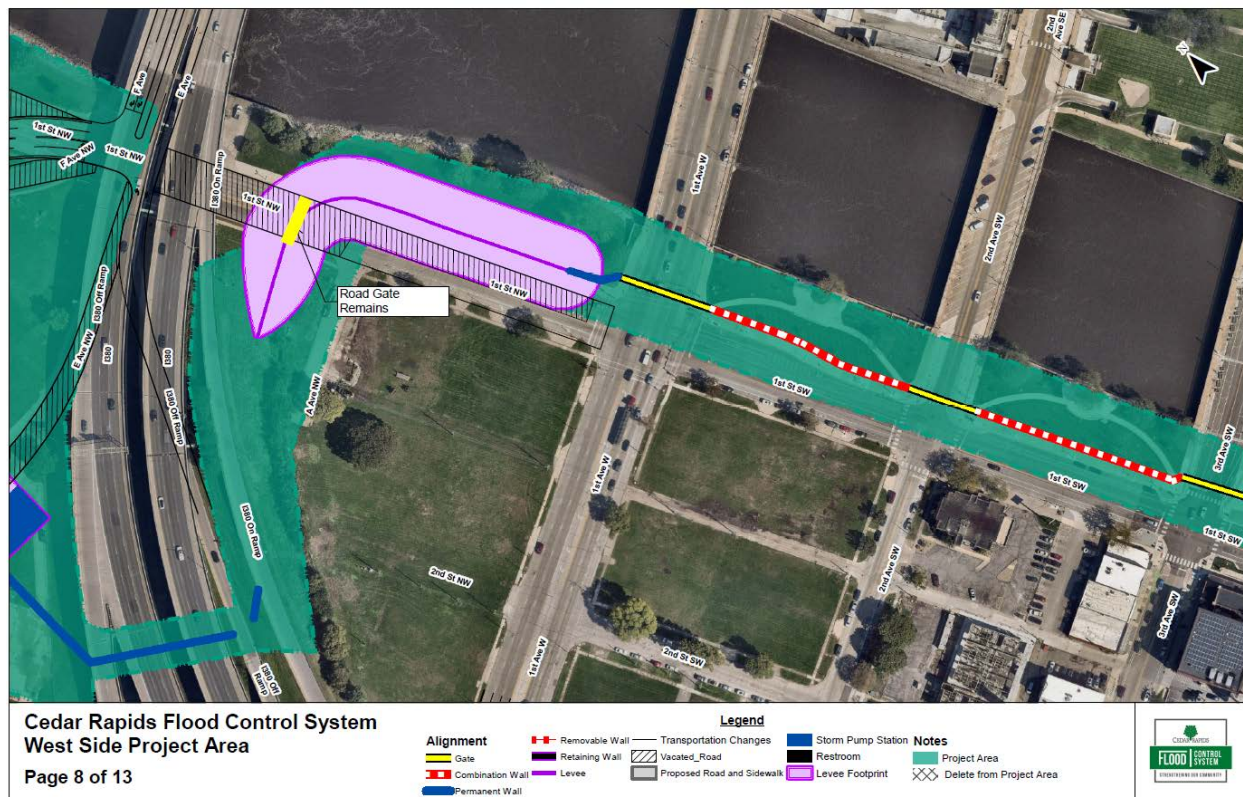 2nd
Ave SE
N
F Ave
E Ave
1st St NW
F Ave NW
1st St NW
I380 On Ramp
1st St NW
1st Ave W
2nd Ave SW
Road Gate
Remains
1st St NW
I380 Off Ramp
E Ave NW
I380
I380
I380 Off Ramp
A Ave NW
1st St SW
3rd Ave SW
1st St SW
1st St SW
I380 On Ramp
1st Ave W
2nd St NW
2nd Ave SW
1st Ave W
2nd St SW
3rd Ave SW
I380 Off
Ramp
Cedar Rapids Flood Control System
West Side Project Area
Page 8 of 13
Legend
Alignment
Gate
Combination Wall
Permanent Wall
Removable Wall
Retaining Wall
Levee
Transportation Changes
Vacated_Road
Proposed Road and Sidewalk
Storm Pump Station
Restroom
Levee Footprint
Notes
Project Area
Delete from Project Area
CEDAR RAPIDS
FLOOD CONTROL
SYSTEM
STRENGTHENING OUR COMMUNITY